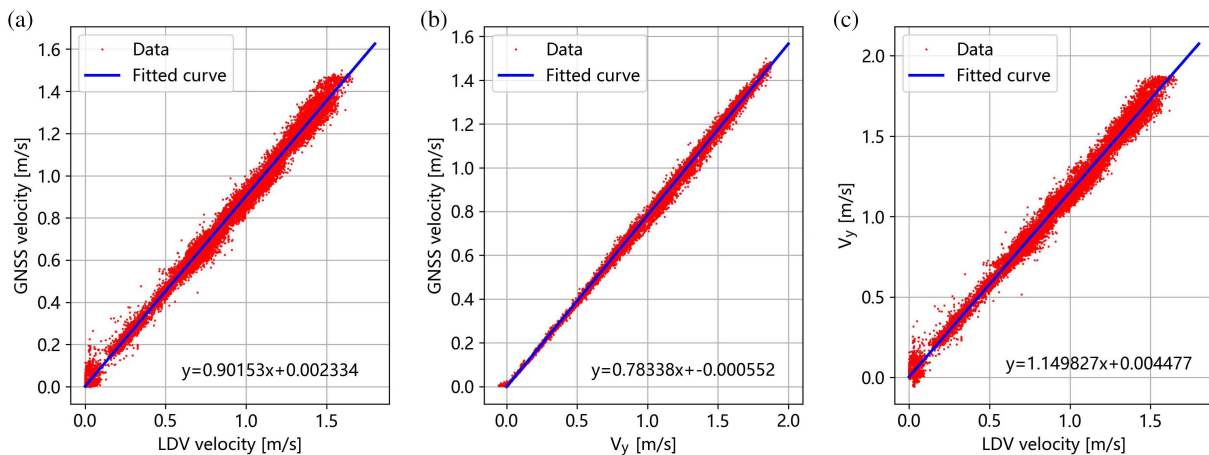 (a)
1.6
1.4
1.2
1.0
0.8
0.6
0.4
0.2
0.0
GNSS velocity [m/s]
Data
Fitted curve
y=0.90153x+0.002334
0.0 0.5 1.0 1.5
LDV velocity [m/s]
(b)
1.6
1.4
1.2
1.0
0.8
0.6
0.4
0.2
0.0
GNSS velocity [m/s]
Data
Fitted curve
y=0.78338x+-0.000552
0.0 0.5 1.0 1.5 2.0
Vy [m/s]
(c)
2.0
1.5
1.0
0.5
0.0
Vy [m/s]
Data
Fitted curve
y=1.149827x+0.004477
0.0 0.5 1.0 1.5
LDV velocity [m/s]